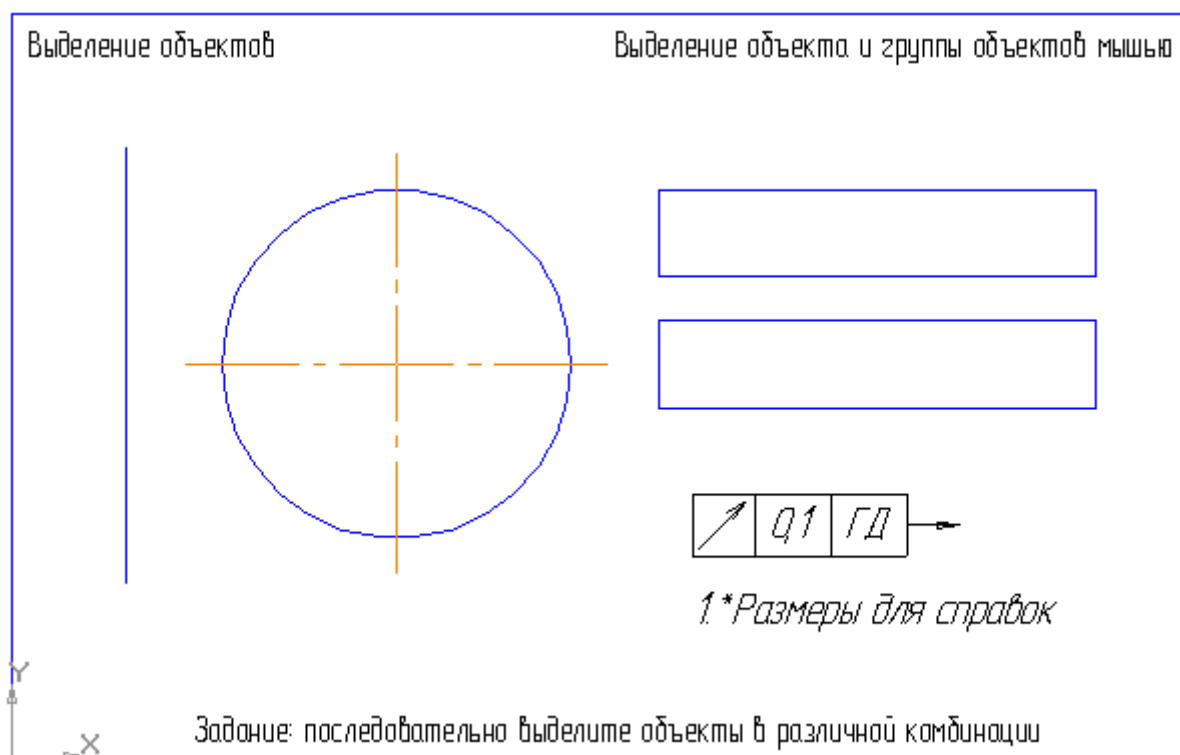 Выделение объектов
Выделение объекта и группы объектов мышью
0,1 ГД
1.*Размеры для справок
Y
X
Задание: последовательно выделите объекты в различной комбинации